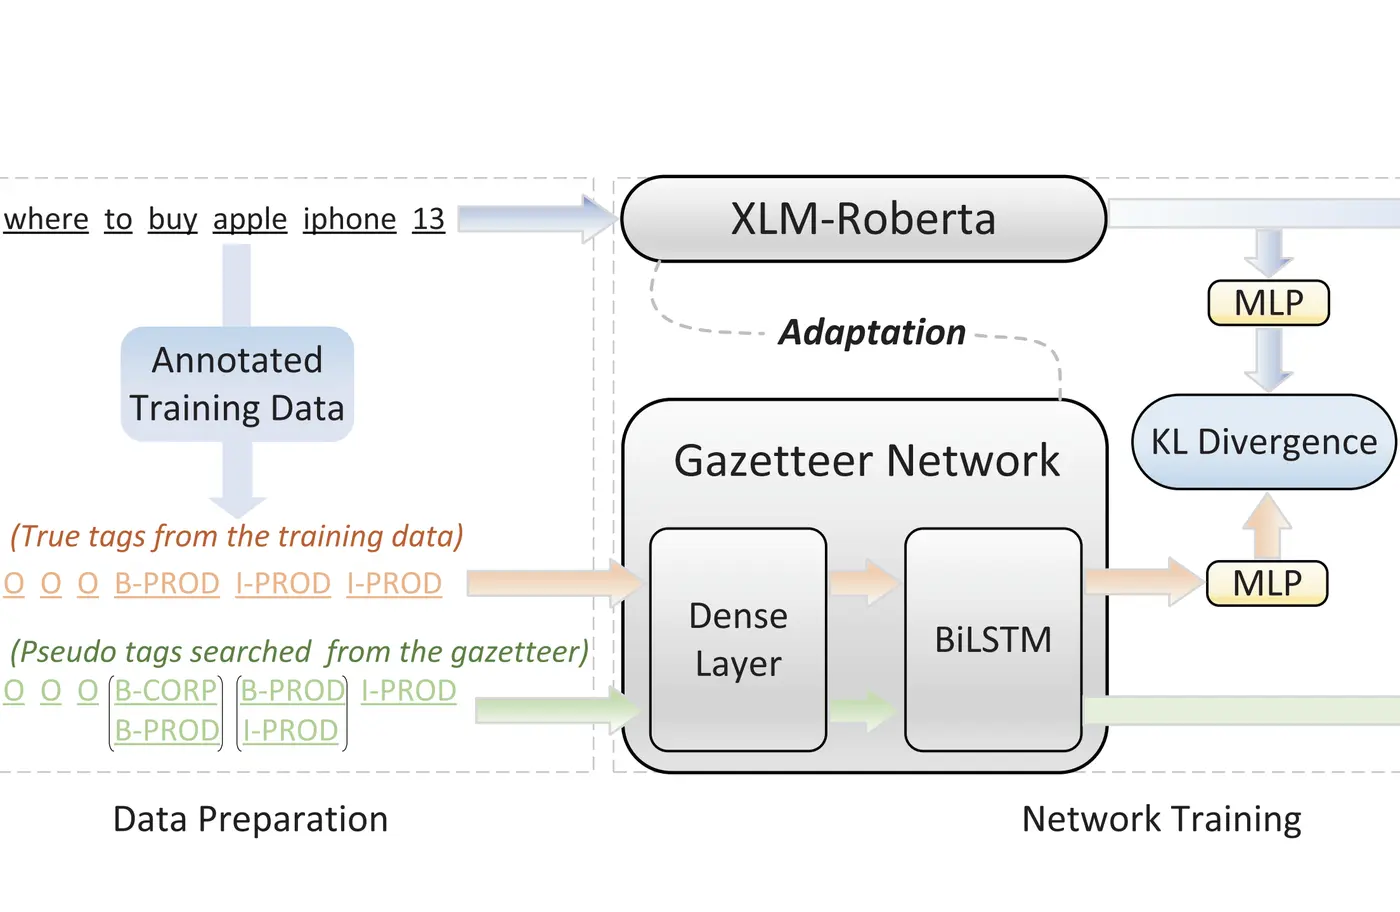 where to buy apple iphone 13
XLM-Roberta
MLP
Adaptation
Annotated
Training Data
KL Divergence
Gazetteer Network
(True tags from the training data)
O O O B-PROD I-PROD I-PROD
MLP
Dense
Layer
BiLSTM
(Pseudo tags searched from the gazetteer)
O O O B-CORP B-PROD I-PROD
B-PROD I-PROD
Data Preparation
Network Training